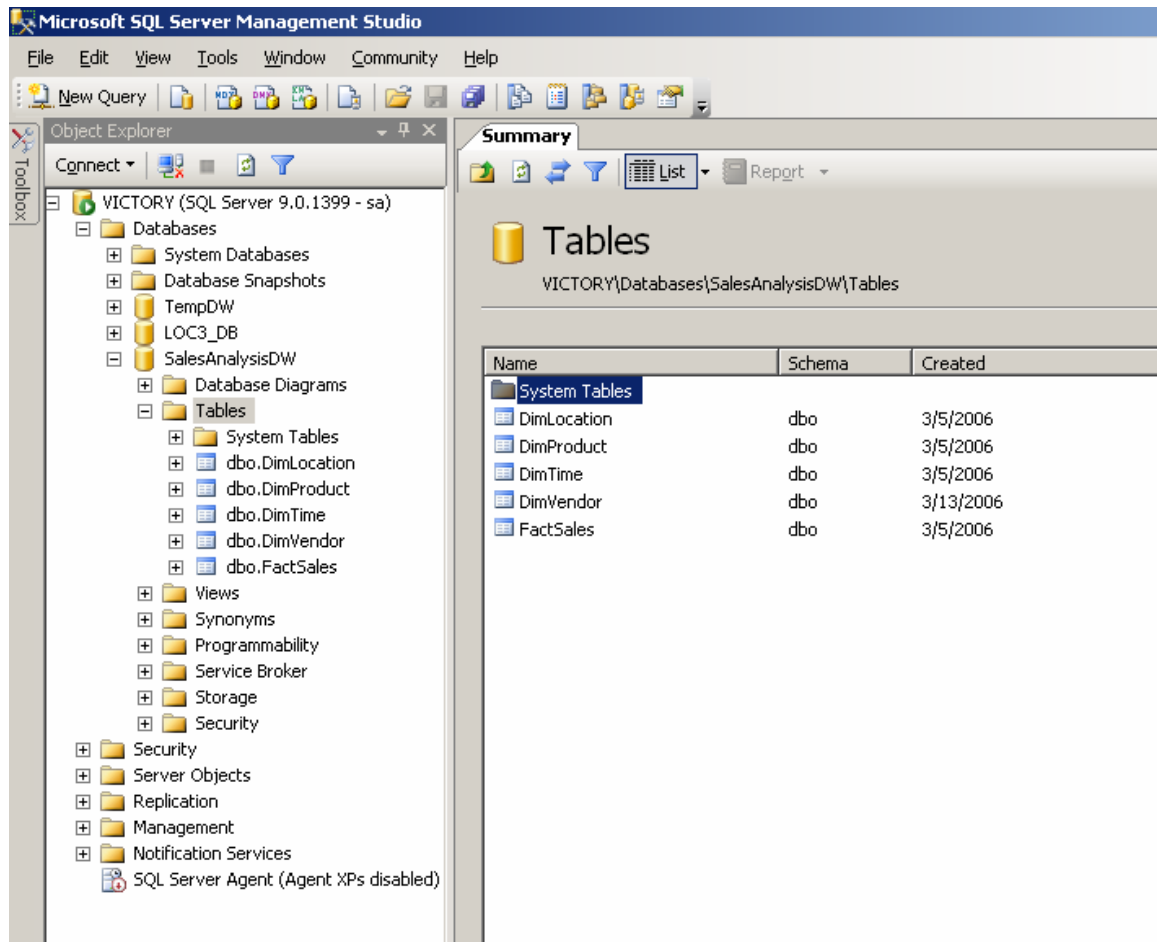 Microsoft SQL Server Management Studio
File Edit View Tools Window Community Help
New Query MDX DMX XMLA
Toolbox
Object Explorer
Connect
VICTORY (SQL Server 9.0.1399 - sa)
Databases
System Databases
Database Snapshots
TempDW
LOC3_DB
SalesAnalysisDW
Database Diagrams
Tables
System Tables
dbo.DimLocation
dbo.DimProduct
dbo.DimTime
dbo.DimVendor
dbo.FactSales
Views
Synonyms
Programmability
Service Broker
Storage
Security
Security
Server Objects
Replication
Management
Notification Services
SQL Server Agent (Agent XPs disabled)
Summary
List Report
Tables
VICTORY\Databases\SalesAnalysisDW\Tables
Name Schema Created
System Tables
DimLocation dbo 3/5/2006
DimProduct dbo 3/5/2006
DimTime dbo 3/5/2006
DimVendor dbo 3/13/2006
FactSales dbo 3/5/2006